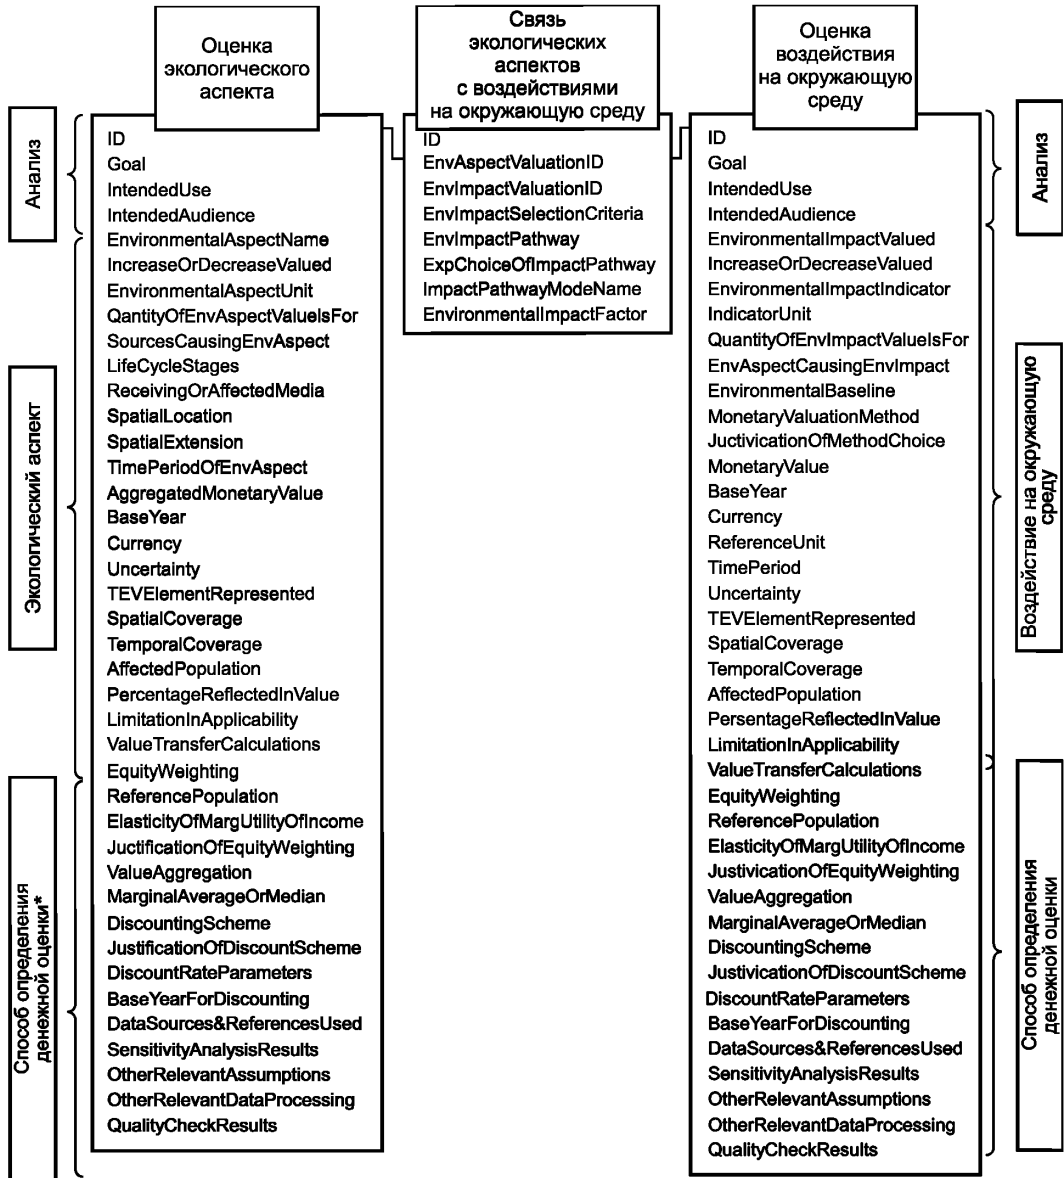 Оценка
экологического
аспекта
Связь
экологических
аспектов
с воздействиями
на окружающую среду
Оценка
воздействия
на окружающую
среду
Анализ
Экологический аспект
Способ определения
денежной оценки*
ID
Goal
IntendedUse
IntendedAudience
EnvironmentalAspectName
IncreaseOrDecreaseValued
EnvironmentalAspectUnit
QantityOfEnvAspectValueIsFor
SourcesCausingEnvAspect
LifeCycleStages
ReceivingOrAffectedMedia
SpatialLocation
SpatialExtension
TimePeriodOfEnvAspect
AggregatedMonetaryValue
BaseYear
Currency
Uncertainty
TEVElementRepresented
SpatialCoverage
TemporalCoverage
AffectedPopulation
PercentageReflectedInValue
LimitationInApplicability
ValueTransferCalculations
EquityWeighting
ReferencePopulation
ElasticityOfMargUtilityOfIncome
JuctificationOfEquityWeighting
ValueAggregation
MarginalAverageOrMedian
DiscountingScheme
JustificationOfDiscountScheme
DiscountRateParameters
BaseYearForDiscounting
DataSources&ReferencesUsed
SensitivityAnalysisResults
OtherRelevantAssumptions
OtherRelevantDataProcessing
QualityCheckResults
ID
EnvAspectValuationID
EnvImpactValuationID
EnvImpactSelectionCriteria
EnvImpactPathway
ExpChoiceOfImpactPathway
ImpactPathwayModeName
EnvironmentalImpactFactor
ID
Goal
IntendedUse
IntendedAudience
EnvironmentalImpactValued
IncreaseOrDecreaseValued
EnvironmentalImpactIndicator
IndicatorUnit
QuantityOfEnvImpactValueIsFor
EnvAspectCausingEnvImpact
EnvironmentalBaseline
MonetaryValuationMethod
JuctivicationOfMethodChoice
MonetaryValue
BaseYear
Currency
ReferenceUnit
TimePeriod
Uncertainty
TEVElementRepresented
SpatialCoverage
TemporalCoverage
AffectedPopulation
PersentageReflectedInValue
LimitationInApplicability
ValueTransferCalculations
EquityWeighting
ReferencePopulation
ElasticityOfMargUtilityOfIncome
JustivicationOfEquityWeighting
ValueAggregation
MarginalAverageOrMedian
DiscountingScheme
JustivicationOfDiscountScheme
DiscountRateParameters
BaseYearForDiscounting
DataSources&ReferencesUsed
SensitivityAnalysisResults
OtherRelevantAssumptions
OtherRelevantDataProcessing
QualityCheckResults
Анализ
Воздействие на окружающую
среду
Способ определения
денежной оценки